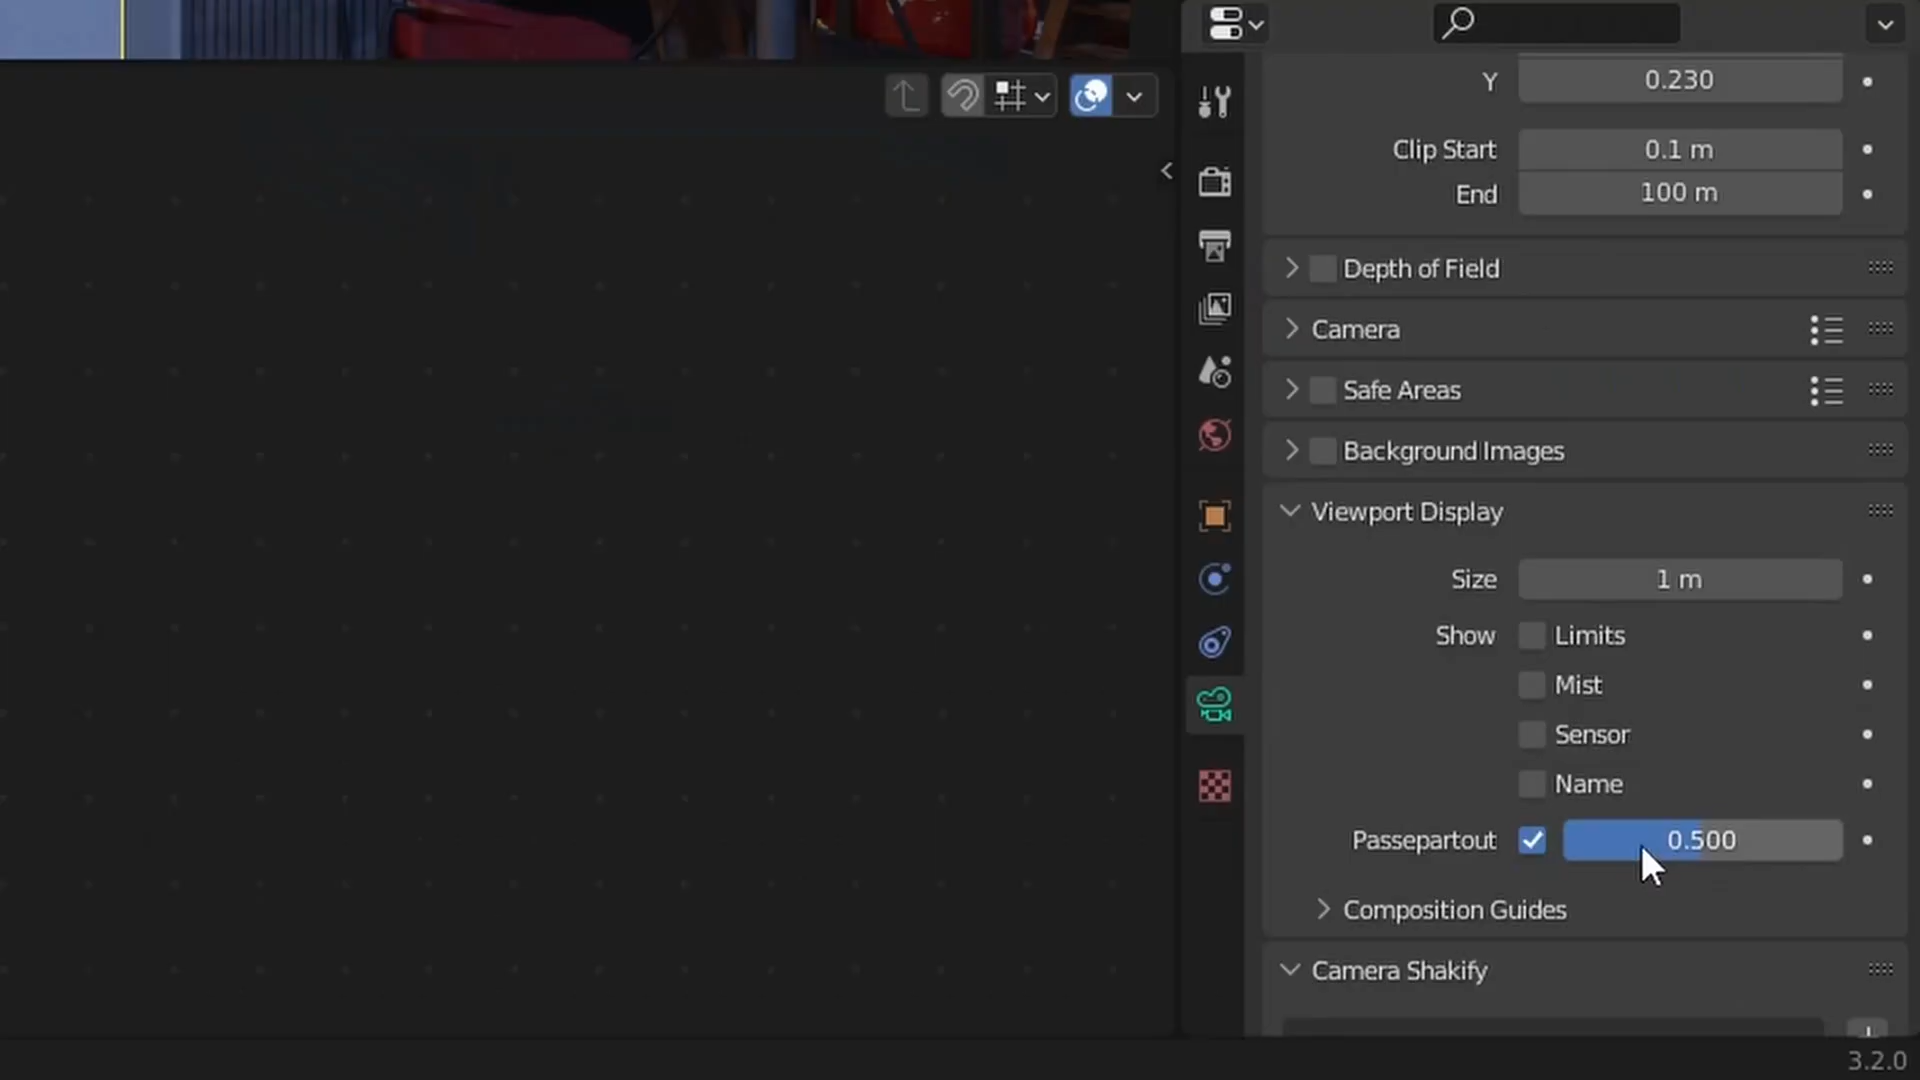 Y 0.230
Clip Start 0.1 m
End 100 m
Depth of Field
Camera
Safe Areas
Background Images
Viewport Display
Size 1 m
Show Limits
Mist
Sensor
Name
Passepartout 0.500
Composition Guides
Camera Shakify
3.2.0